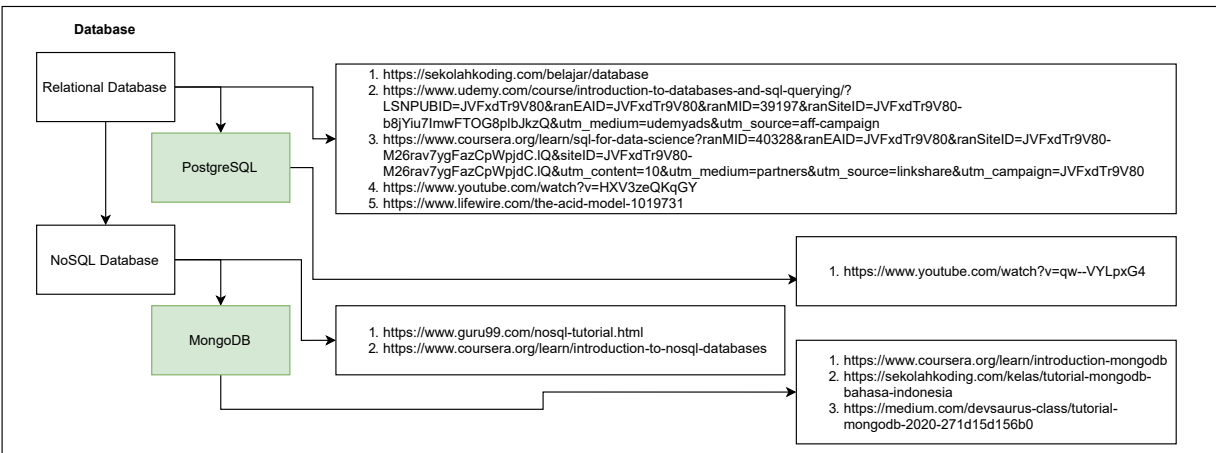 Database
Relational Database
1. https://sekolahkoding.com/belajar/database
2. https://www.udemy.com/course/introduction-to-databases-and-sql-querying/?
LSNPUBID=JVFxdTr9V80&ranEAID=JVFxdTr9V80&ranMID=39197&ranSiteID=JVFxdTr9V80-
b8jYiu7ImwFTOG8pIbJkzQ&utm_medium=udemyads&utm_source=aff-campaign
3. https://www.coursera.org/learn/sql-for-data-science?ranMID=40328&ranEAID=JVFxdTr9V80&ranSiteID=JVFxdTr9V80-
M26rav7ygFazCpWpjdC.lQ&siteID=JVFxdTr9V80-
M26rav7ygFazCpWpjdC.lQ&utm_content=10&utm_medium=partners&utm_source=linkshare&utm_campaign=JVFxdTr9V80
4. https://www.youtube.com/watch?v=HXV3zeQKqGY
5. https://www.lifewire.com/the-acid-model-1019731
PostgreSQL
1. https://www.youtube.com/watch?v=qw--VYLpxG4
NoSQL Database
1. https://www.guru99.com/nosql-tutorial.html
2. https://www.coursera.org/learn/introduction-to-nosql-databases
MongoDB
1. https://www.coursera.org/learn/introduction-mongodb
2. https://sekolahkoding.com/kelas/tutorial-mongodb-
bahasa-indonesia
3. https://medium.com/devsaurus-class/tutorial-
mongodb-2020-271d15d156b0